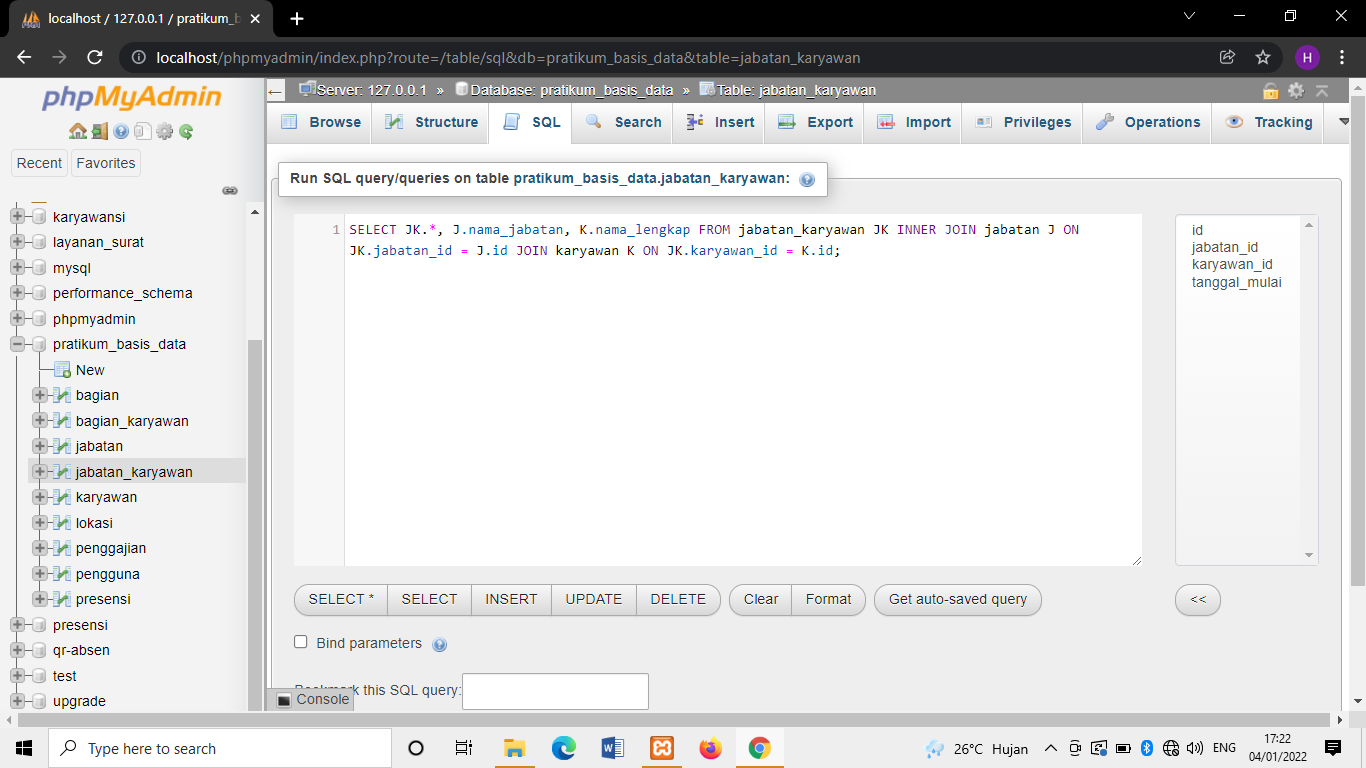 localhost / 127.0.0.1 / pratikum_b
localhost/phpmyadmin/index.php?route=/table/sql&db=pratikum_basis_data&table=jabatan_karyawan
H
phpMyAdmin
Recent
Favorites
karyawansi
layanan_surat
mysql
performance_schema
phpmyadmin
pratikum_basis_data
New
bagian
bagian_karyawan
jabatan
jabatan_karyawan
karyawan
lokasi
penggajian
pengguna
presensi
presensi
qr-absen
test
upgrade
Server: 127.0.0.1 » Database: pratikum_basis_data » Table: jabatan_karyawan
Browse Structure SQL Search Insert Export Import Privileges Operations Tracking
Run SQL query/queries on table pratikum_basis_data.jabatan_karyawan:
1 SELECT JK.*, J.nama_jabatan, K.nama_lengkap FROM jabatan_karyawan JK INNER JOIN jabatan J ON
JK.jabatan_id = J.id JOIN karyawan K ON JK.karyawan_id = K.id;
id
jabatan_id
karyawan_id
tanggal_mulai
SELECT * SELECT INSERT UPDATE DELETE Clear Format Get auto-saved query <<
Bind parameters
Bookmark this SQL query:
Console
Type here to search
26°C Hujan
ENG
17:22
04/01/2022